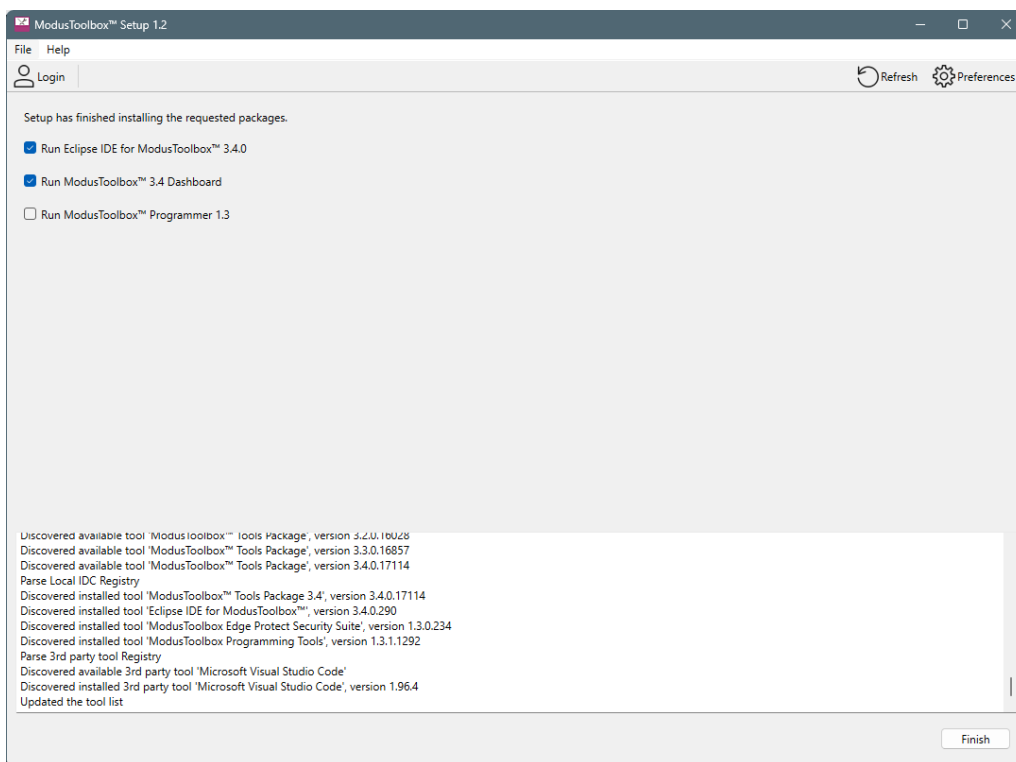 ModusToolbox™ Setup 1.2
File Help
Login Refresh Preferences
Setup has finished installing the requested packages.
Run Eclipse IDE for ModusToolbox™ 3.4.0
Run ModusToolbox™ 3.4 Dashboard
Run ModusToolbox™ Programmer 1.3
Discovered available tool 'ModusToolbox™ Tools Package', version 3.2.0.16028
Discovered available tool 'ModusToolbox™ Tools Package', version 3.3.0.16857
Discovered available tool 'ModusToolbox™ Tools Package', version 3.4.0.17114
Parse Local IDC Registry
Discovered installed tool 'ModusToolbox™ Tools Package 3.4', version 3.4.0.17114
Discovered installed tool 'Eclipse IDE for ModusToolbox™', version 3.4.0.290
Discovered installed tool 'ModusToolbox Edge Protect Security Suite', version 1.3.0.234
Discovered installed tool 'ModusToolbox Programming Tools', version 1.3.1.1292
Parse 3rd party tool Registry
Discovered available 3rd party tool 'Microsoft Visual Studio Code'
Discovered installed 3rd party tool 'Microsoft Visual Studio Code', version 1.96.4
Updated the tool list
Finish